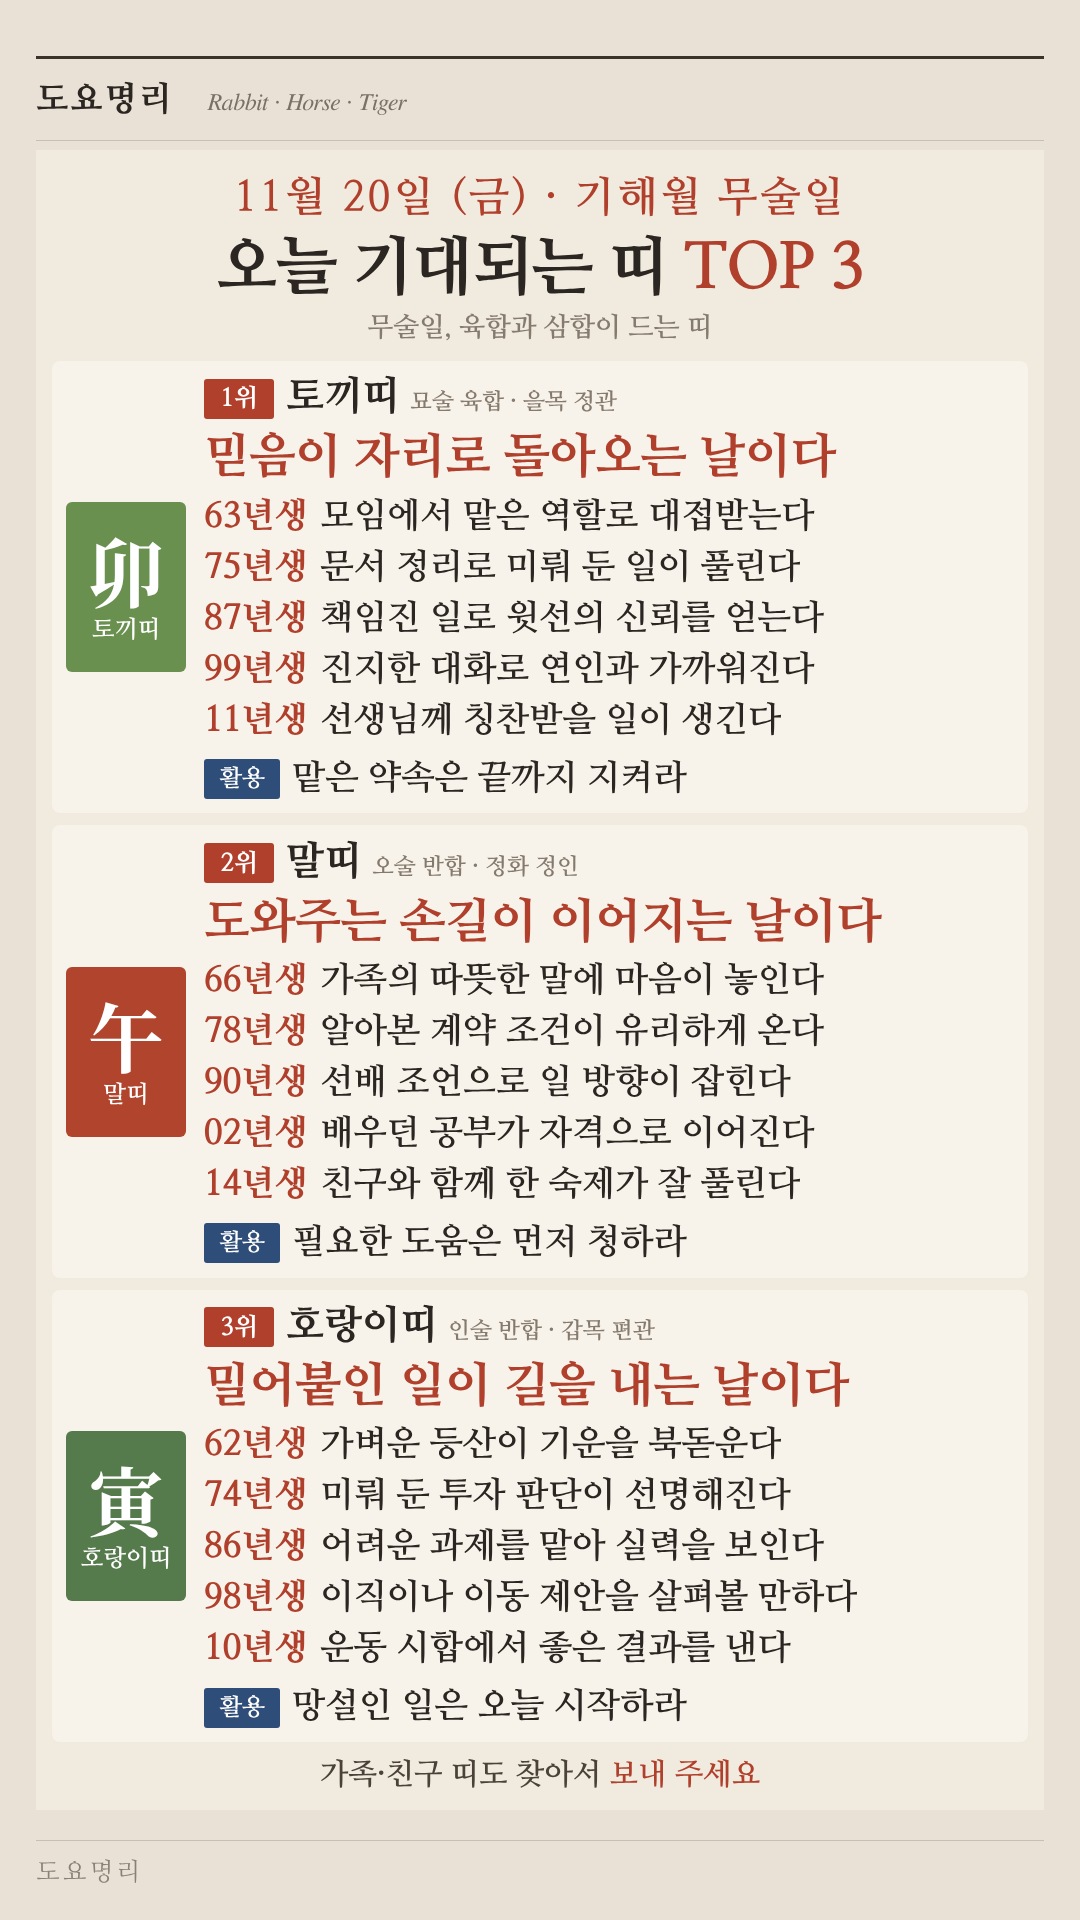 도요명리 Rabbit · Horse · Tiger
11월 20일 (금) · 기해월 무술일
오늘 기대되는 띠 TOP 3
무술일, 육합과 삼합이 드는 띠
1위 토끼띠 묘술 육합 · 을목 정관
믿음이 자리로 돌아오는 날이다
卯
토끼띠
63년생 모임에서 맡은 역할로 대접받는다
75년생 문서 정리로 미뤄 둔 일이 풀린다
87년생 책임진 일로 윗선의 신뢰를 얻는다
99년생 진지한 대화로 연인과 가까워진다
11년생 선생님께 칭찬받을 일이 생긴다
활용 맡은 약속은 끝까지 지켜라
2위 말띠 오술 반합 · 정화 정인
도와주는 손길이 이어지는 날이다
午
말띠
66년생 가족의 따뜻한 말에 마음이 놓인다
78년생 알아본 계약 조건이 유리하게 온다
90년생 선배 조언으로 일 방향이 잡힌다
02년생 배우던 공부가 자격으로 이어진다
14년생 친구와 함께 한 숙제가 잘 풀린다
활용 필요한 도움은 먼저 청하라
3위 호랑이띠 인술 반합 · 갑목 편관
밀어붙인 일이 길을 내는 날이다
寅
호랑이띠
62년생 가벼운 등산이 기운을 북돋운다
74년생 미뤄 둔 투자 판단이 선명해진다
86년생 어려운 과제를 맡아 실력을 보인다
98년생 이직이나 이동 제안을 살펴볼 만하다
10년생 운동 시합에서 좋은 결과를 낸다
활용 망설인 일은 오늘 시작하라
가족·친구 띠도 찾아서 보내 주세요
도요명리